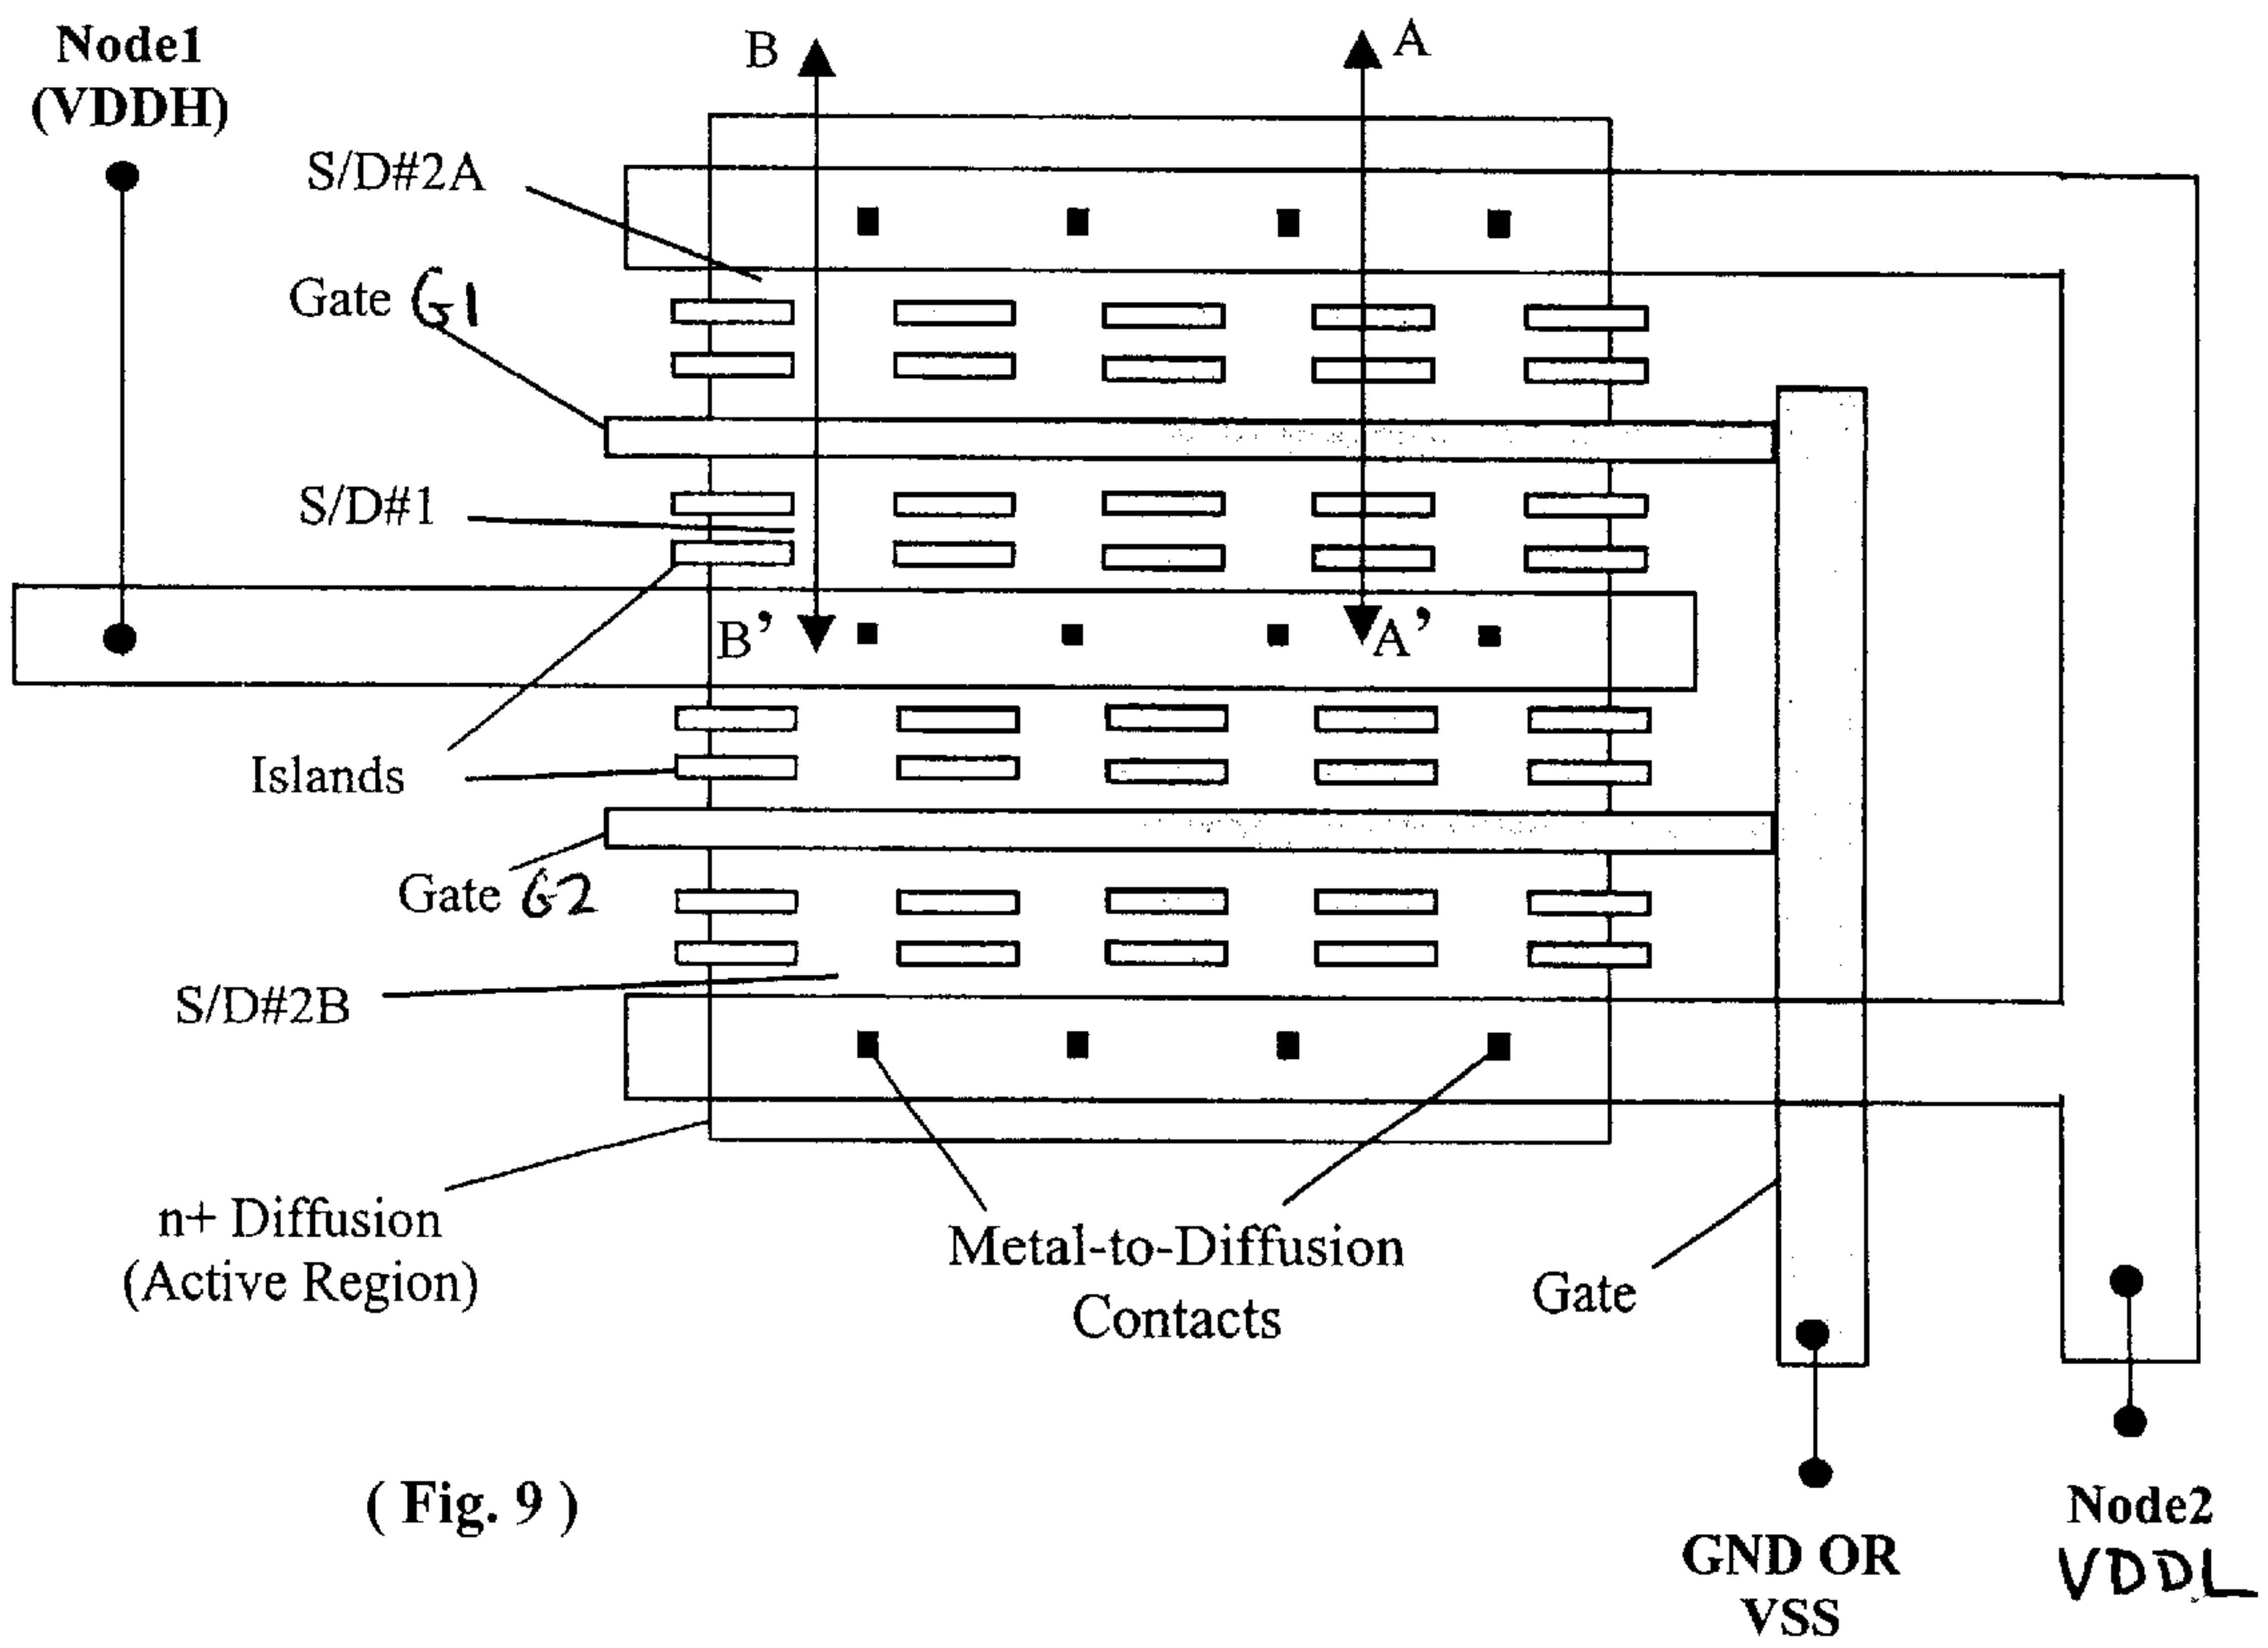 Node1
(VDDH)
B
A
S/D#2A
Gate G1
S/D#1
B’
A’
Islands
Gate G2
S/D#2B
n+ Diffusion
(Active Region)
Metal-to-Diffusion
Contacts
Gate
( Fig. 9 )
GND OR
VSS
Node2
VDDL